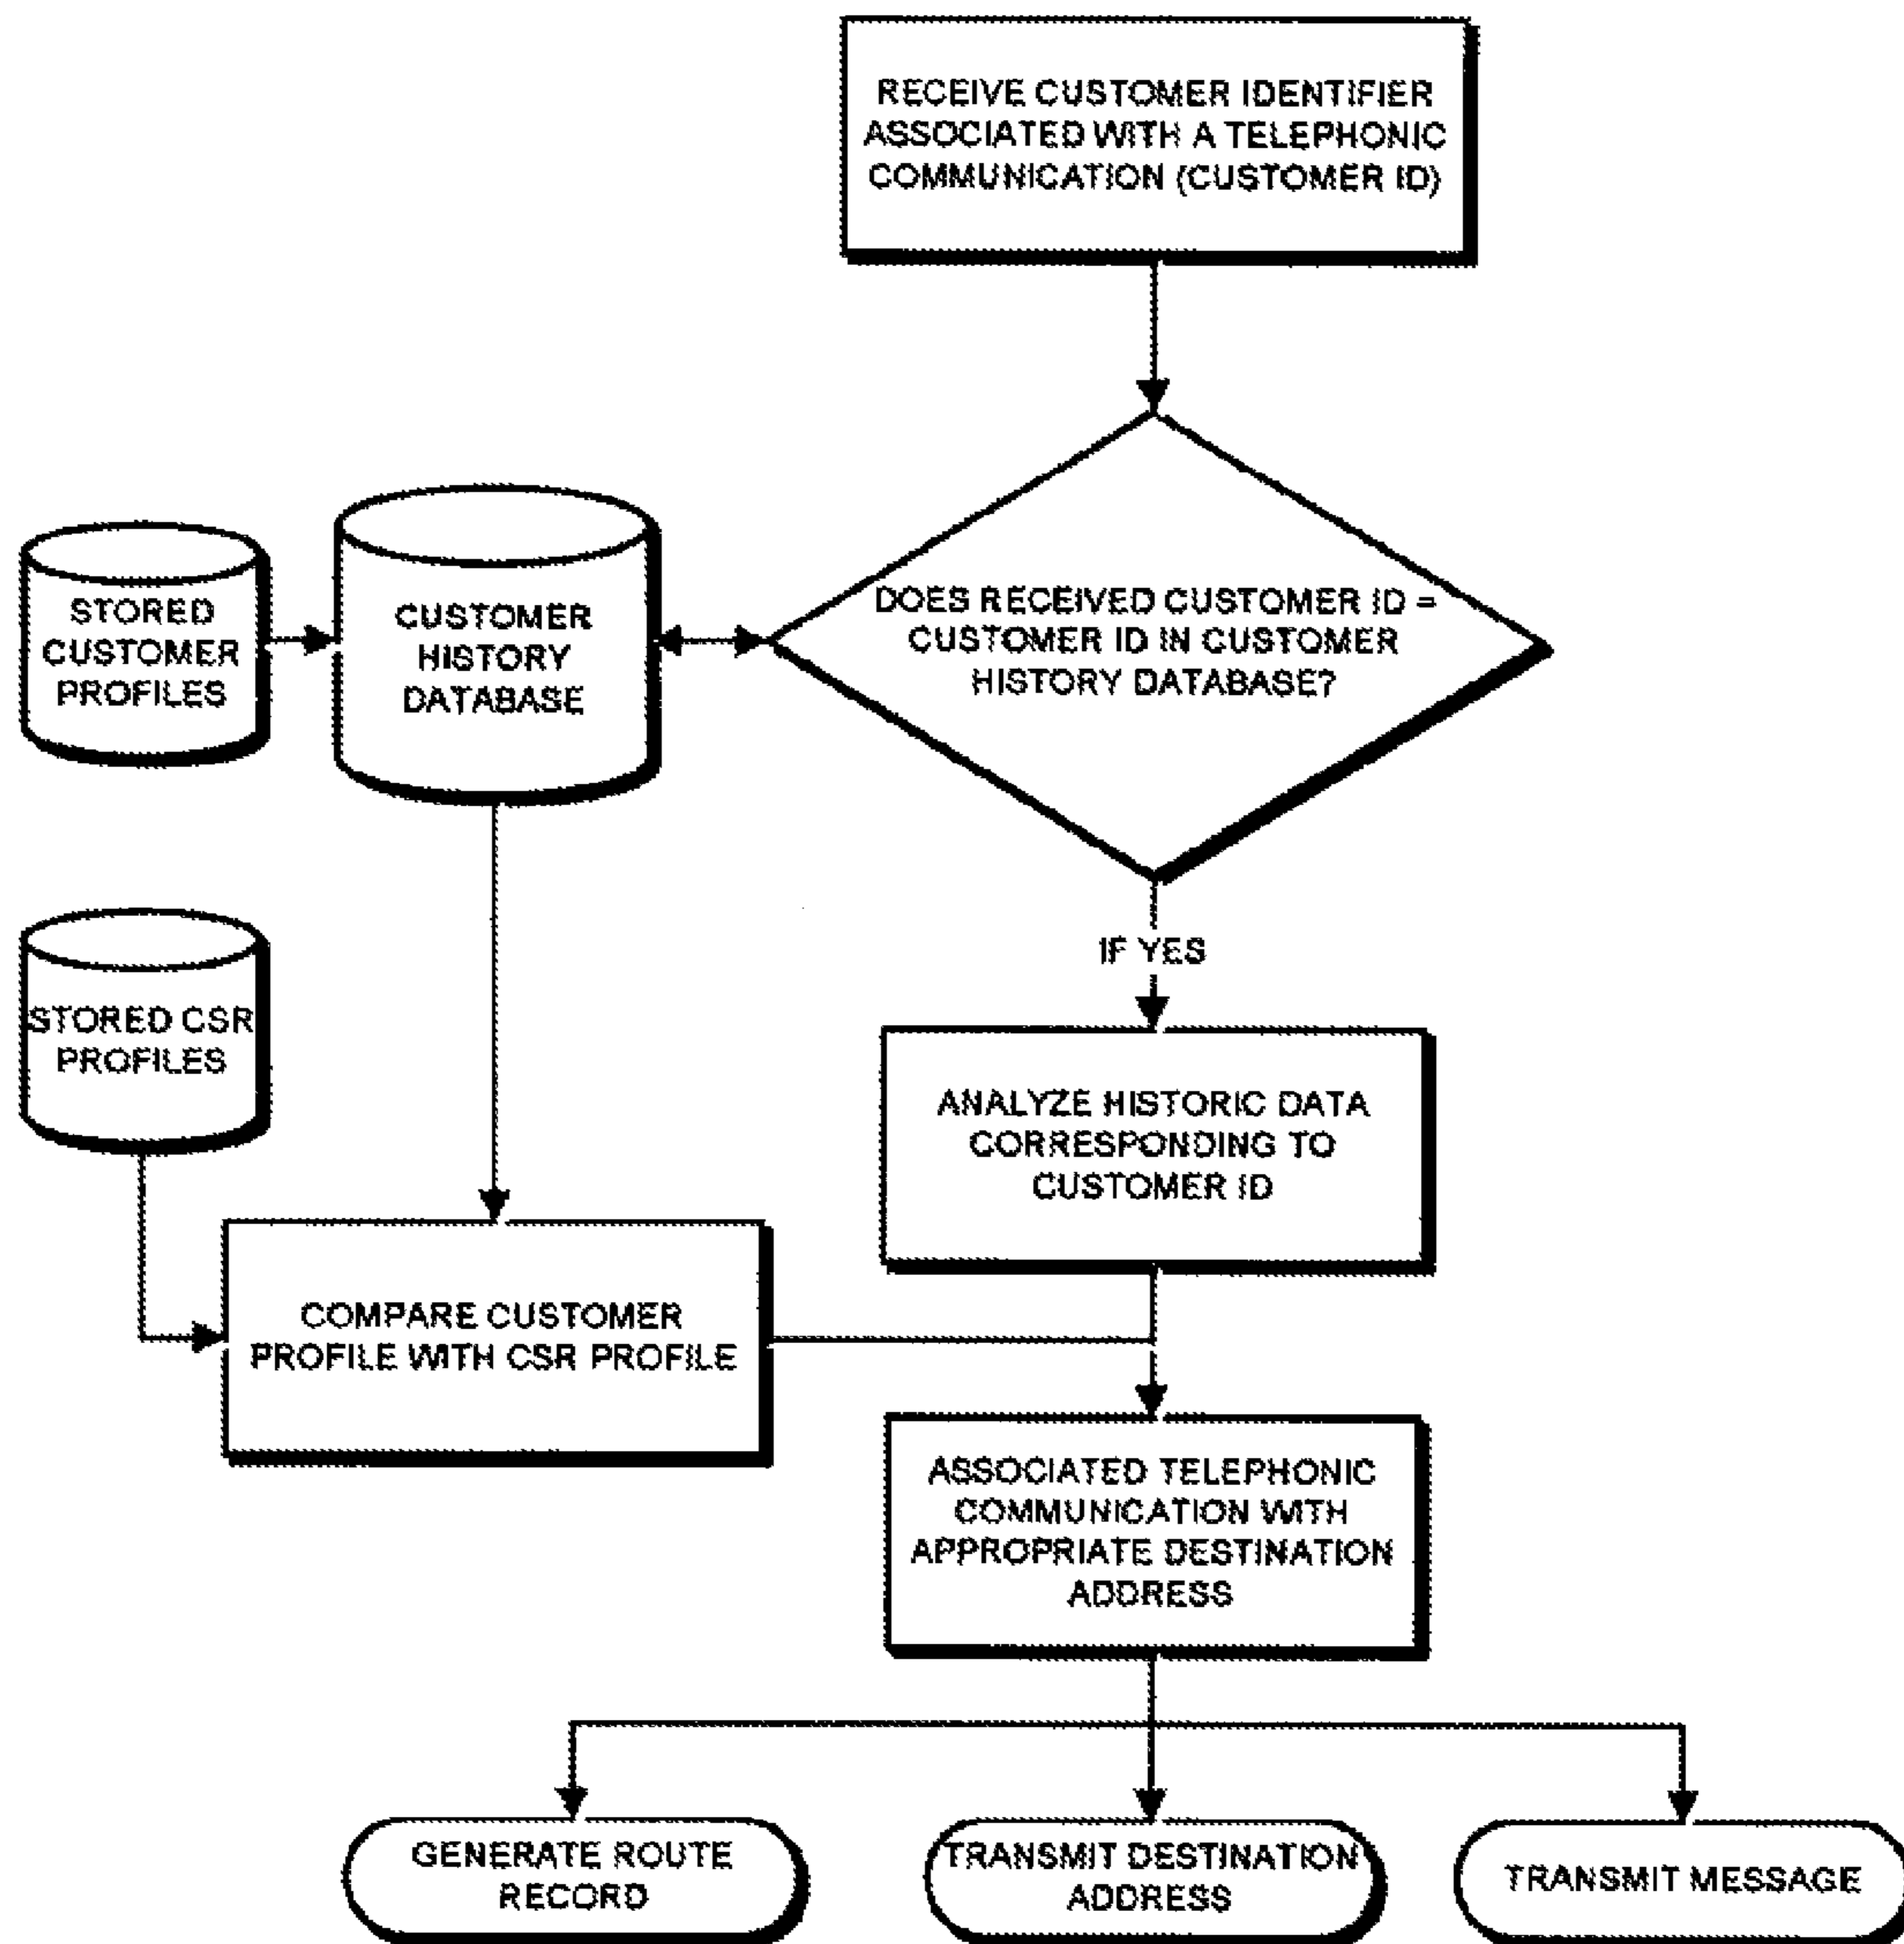 RECEIVE CUSTOMER IDENTIFIER
ASSOCIATED WITH A TELEPHONIC
COMMUNICATION (CUSTOMER ID)
DOES RECEIVED CUSTOMER ID =
CUSTOMER ID IN CUSTOMER
HISTORY DATABASE?
STORED
CUSTOMER
PROFILES
CUSTOMER
HISTORY
DATABASE
IF YES
STORED CSR
PROFILES
ANALYZE HISTORIC DATA
CORRESPONDING TO
CUSTOMER ID
COMPARE CUSTOMER
PROFILE WITH CSR PROFILE
ASSOCIATED TELEPHONIC
COMMUNICATION WITH
APPROPRIATE DESTINATION
ADDRESS
GENERATE ROUTE
RECORD
TRANSMIT DESTINATION
ADDRESS
TRANSMIT MESSAGE